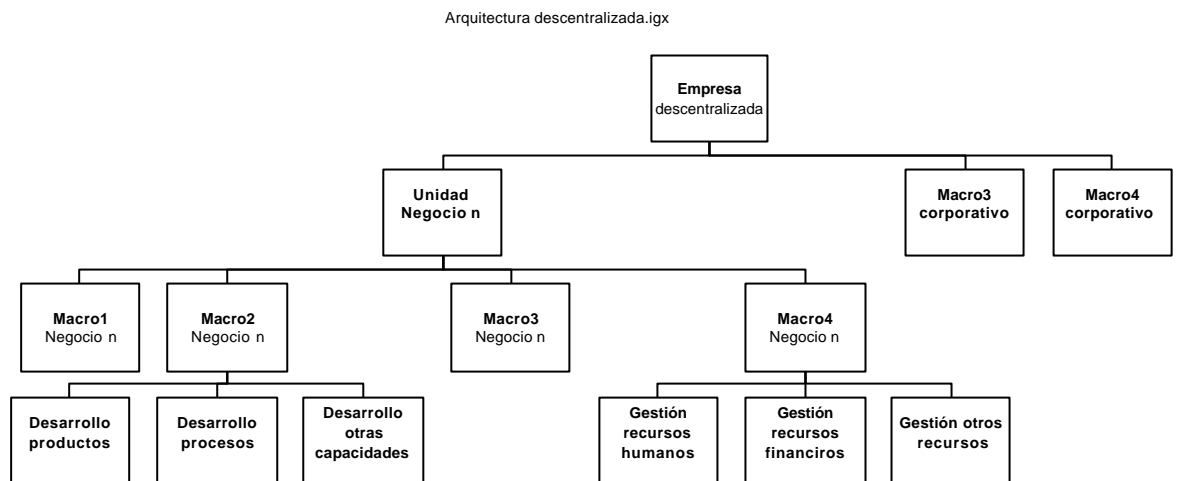 Arquitectura descentralizada.igx
Empresa
descentralizada
Unidad
Negocio n
Macro3
corporativo
Macro4
corporativo
Macro1
Negocio n
Macro2
Negocio n
Macro3
Negocio n
Macro4
Negocio n
Desarrollo
productos
Desarrollo
procesos
Desarrollo
otras
capacidades
Gestión
recursos
humanos
Gestión
recursos
financiros
Gestión otros
recursos